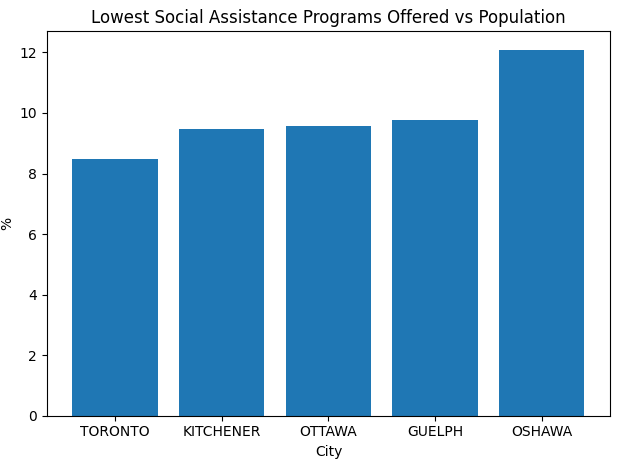 Lowest Social Assistance Programs Offered vs Population
12
10
8
6
4
2
0
%
TORONTO KITCHENER OTTAWA GUELPH OSHAWA
City